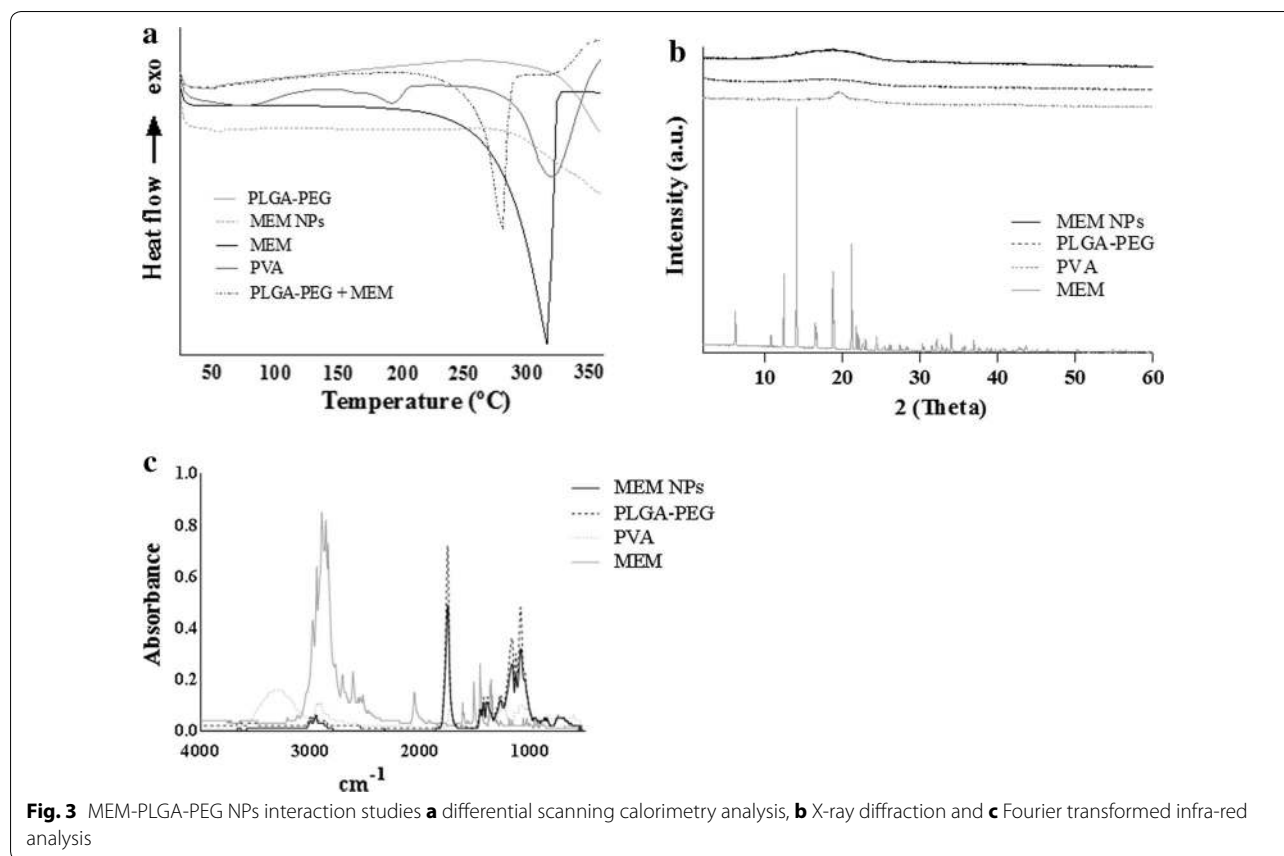 a
exo
Heat flow
PLGA-PEG
MEM NPs
MEM
PVA
PLGA-PEG + MEM
50 100 150 200 250 300 350
Temperature (°C)
b
Intensity (a.u.)
MEM NPs
PLGA-PEG
PVA
MEM
10 20 30 40 50 60
2 (Theta)
c
1.0
0.8
0.6
0.4
0.2
0.0
Absorbance
MEM NPs
PLGA-PEG
PVA
MEM
4000 3000 2000 1000
cm⁻¹
Fig. 3 MEM-PLGA-PEG NPs interaction studies a differential scanning calorimetry analysis, b X-ray diffraction and c Fourier transformed infra-red
analysis